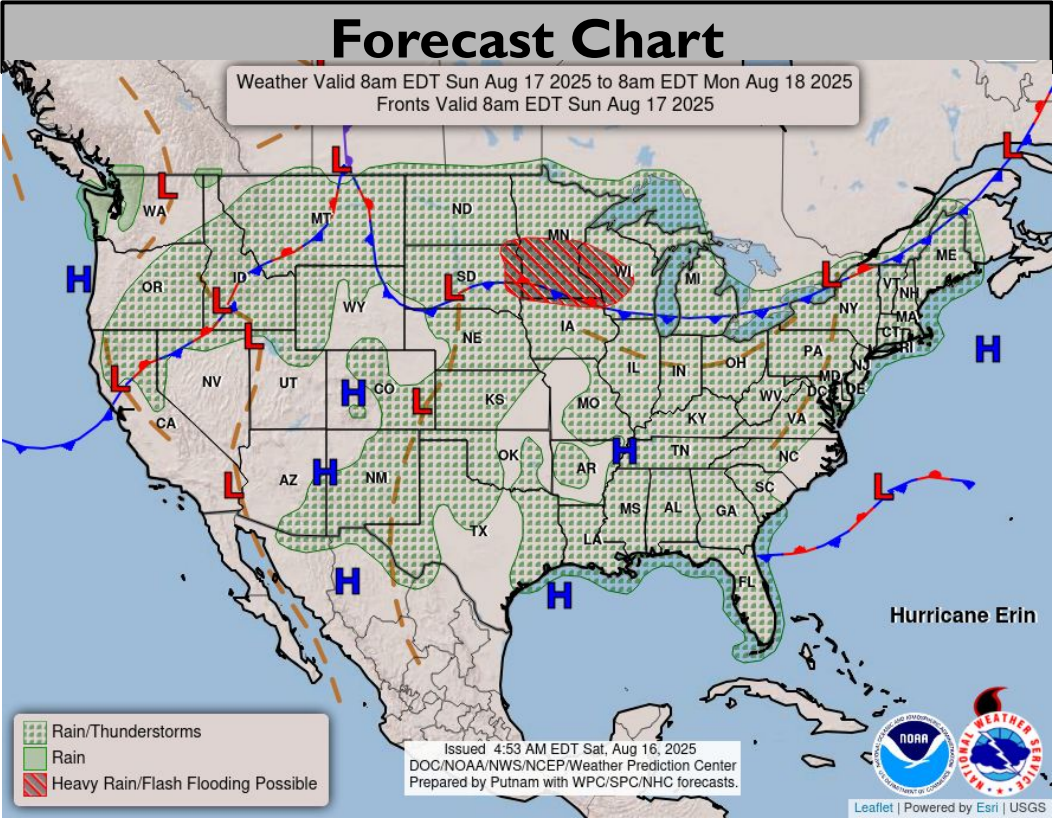 Forecast Chart
Weather Valid 8am EDT Sun Aug 17 2025 to 8am EDT Mon Aug 18 2025
Fronts Valid 8am EDT Sun Aug 17 2025
L
L
L
WA
MT
ND
MN
ME
H
ID
SD
WI
MI
L
VT
NH
OR
L
WY
L
NY
MA
L
IA
NE
CT
RI
H
PA
NJ
OH
L
NV
UT
H
CO
L
IL
IN
MD
DE
DC
WV
KS
MO
VA
CA
KY
H
TN
NC
OK
AR
L
AZ
H
NM
L
SC
MS
AL
GA
TX
LA
H
H
FL
Hurricane Erin
Rain/Thunderstorms
Rain
Heavy Rain/Flash Flooding Possible
Issued 4:53 AM EDT Sat, Aug 16, 2025
DOC/NOAA/NWS/NCEP/Weather Prediction Center
Prepared by Putnam with WPC/SPC/NHC forecasts.
NOAA
NATIONAL WEATHER SERVICE
Leaflet | Powered by Esri | USGS